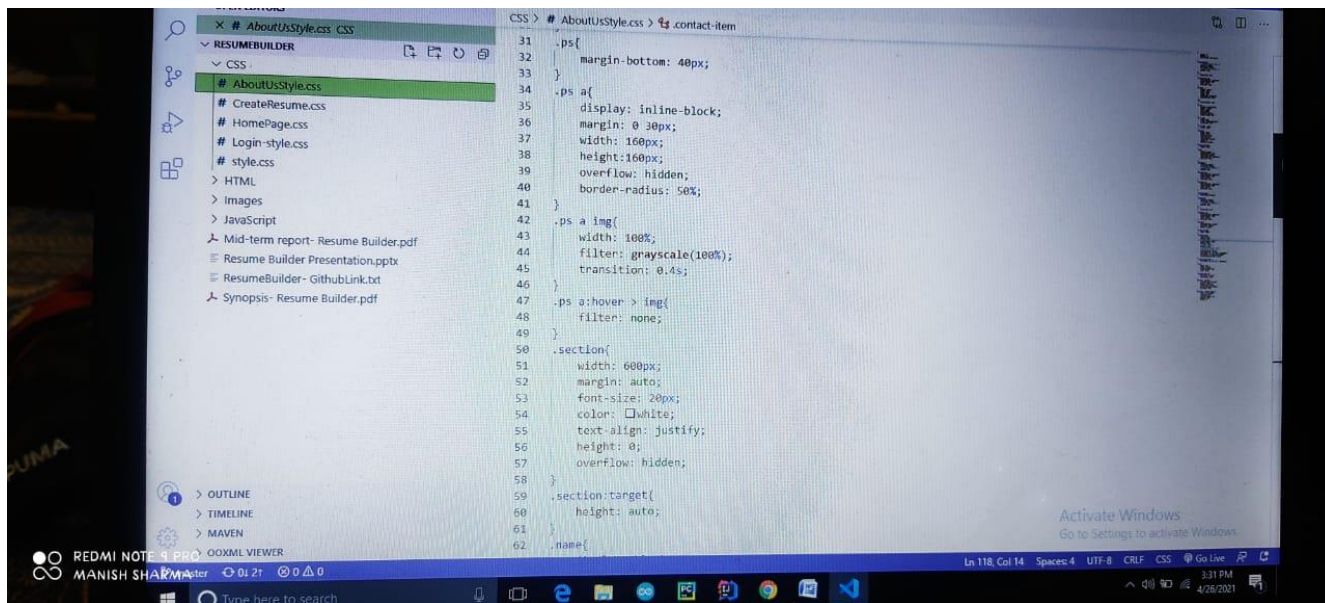 × # AboutUsStyle.css CSS
RESUMEBUILDER
CSS
# AboutUsStyle.css
# CreateResume.css
# HomePage.css
# Login-style.css
# style.css
> HTML
> Images
> JavaScript
Mid-term report- Resume Builder.pdf
Resume Builder Presentation.pptx
ResumeBuilder- GithubLink.txt
Synopsis- Resume Builder.pdf
> OUTLINE
> TIMELINE
> MAVEN
> OOXML VIEWER
CSS > # AboutUsStyle.css > .contact-item
31 .ps{
32 margin-bottom: 40px;
33 }
34 .ps a{
35 display: inline-block;
36 margin: 0 30px;
37 width: 160px;
38 height:160px;
39 overflow: hidden;
40 border-radius: 50%;
41 }
42 .ps a img{
43 width: 100%;
44 filter: grayscale(100%);
45 transition: 0.4s;
46 }
47 .ps a:hover > img{
48 filter: none;
49 }
50 .section{
51 width: 600px;
52 margin: auto;
53 font-size: 20px;
54 color: white;
55 text-align: justify;
56 height: 0;
57 overflow: hidden;
58 }
59 .section:target{
60 height: auto;
61 }
62 .name{
Activate Windows
Go to Settings to activate Windows.
0↓ 2↑ 0 0
Ln 118, Col 14 Spaces: 4 UTF-8 CRLF CSS Go Live
Type here to search
3:31 PM
4/26/2021
PUMA
REDMI NOTE 9 PRO
MANISH SHARMA